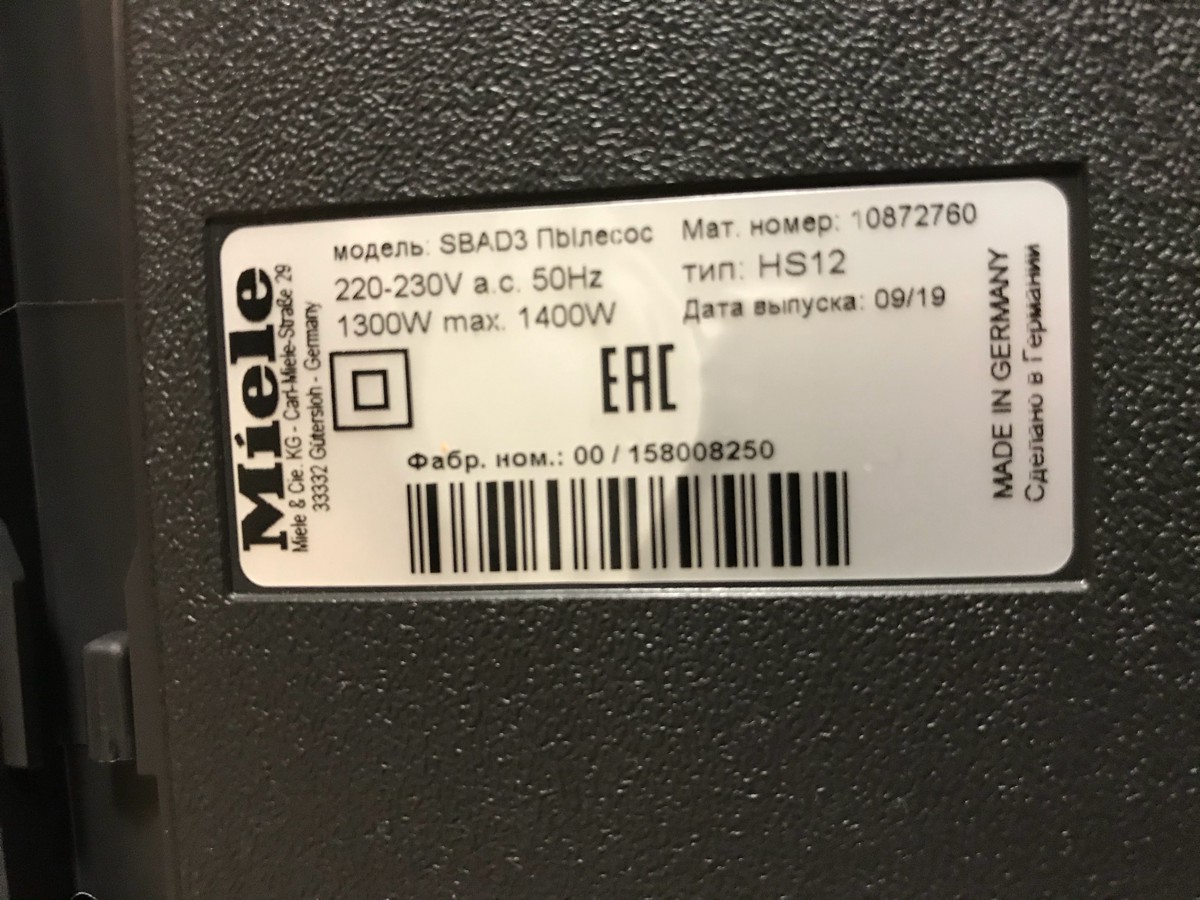 Miele
Miele & Cie. KG - Carl-Miele-Straße 29
33332 Gütersloh - Germany
модель: SBAD3 Пылесос
220-230V a.c. 50Hz
1300W max. 1400W
Мат. номер: 10872760
тип: HS12
Дата выпуска: 09/19
EAC
Фабр. ном.: 00 / 158008250
MADE IN GERMANY
Сделано в Германии